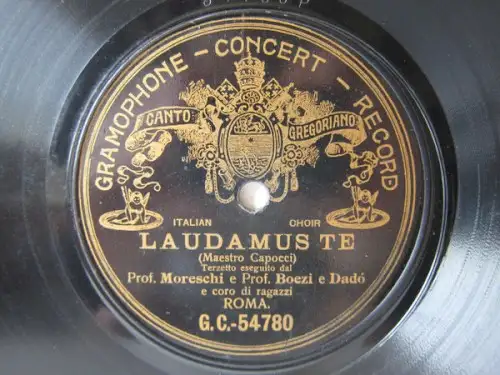 GRAMOPHONE - CONCERT - RECORD
CANTO GREGORIANO
ITALIAN CHOIR
LAUDAMUS TE
(Maestro Capocci)
Terzetto eseguito dal
Prof. Moreschi e Prof. Boezi e Dadó
e coro di ragazzi
ROMA.
G.C.-54780